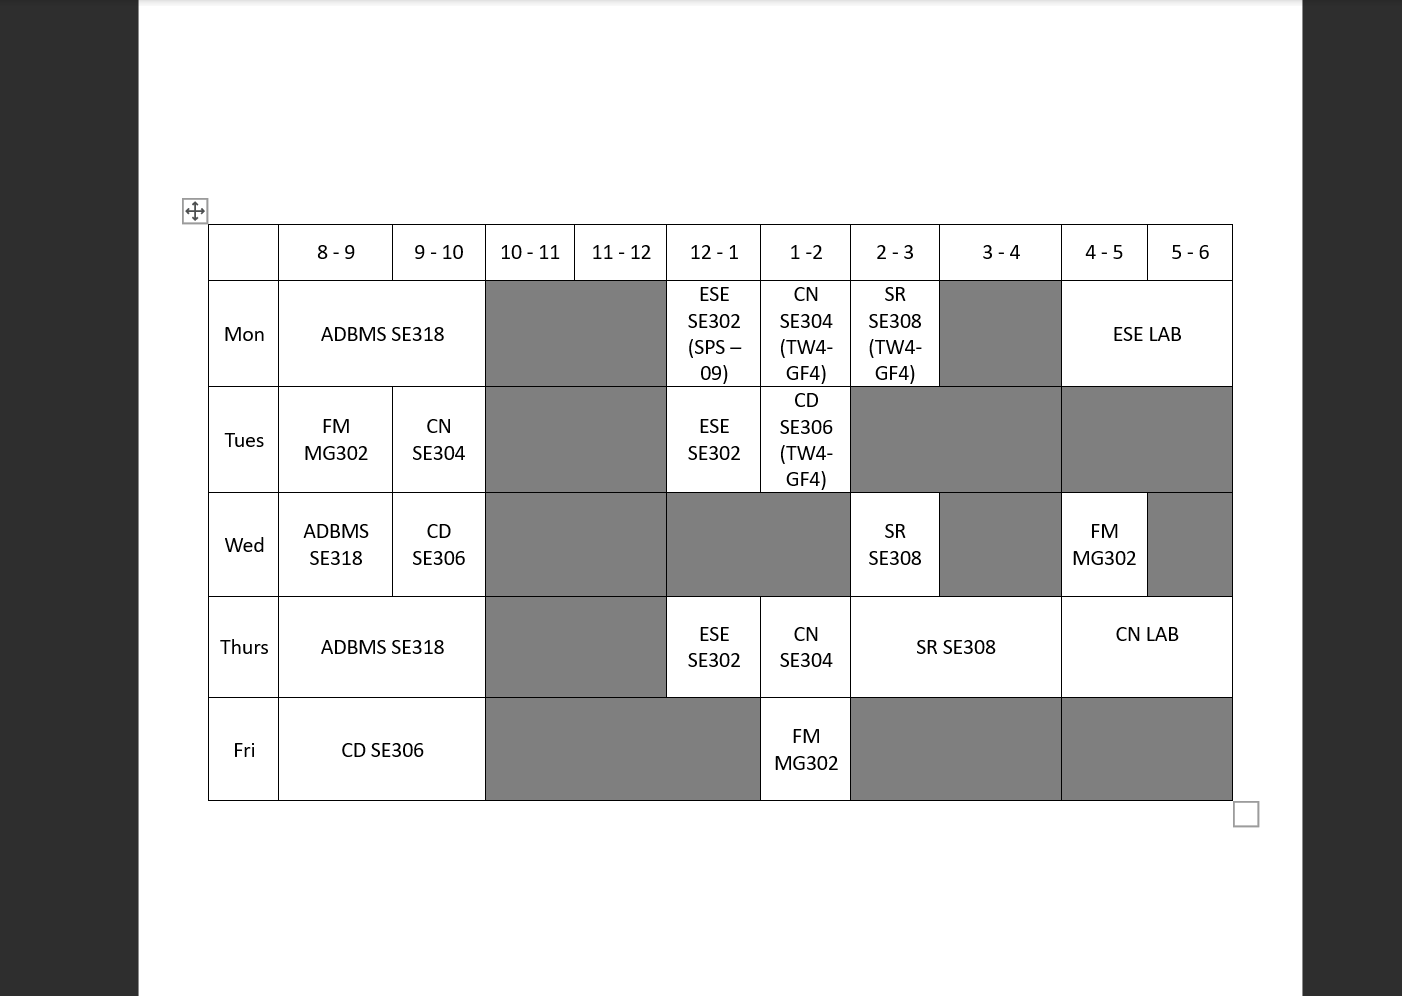 8 - 9 9 - 10 10 - 11 11 - 12 12 - 1 1 -2 2 - 3 3 - 4 4 - 5 5 - 6
Mon
ADBMS SE318
ESE
SE302
(SPS –
09)
CN
SE304
(TW4-
GF4)
SR
SE308
(TW4-
GF4)
ESE LAB
Tues
FM
MG302
CN
SE304
ESE
SE302
CD
SE306
(TW4-
GF4)
Wed
ADBMS
SE318
CD
SE306
SR
SE308
FM
MG302
Thurs
ADBMS SE318
ESE
SE302
CN
SE304
SR SE308
CN LAB
Fri
CD SE306
FM
MG302